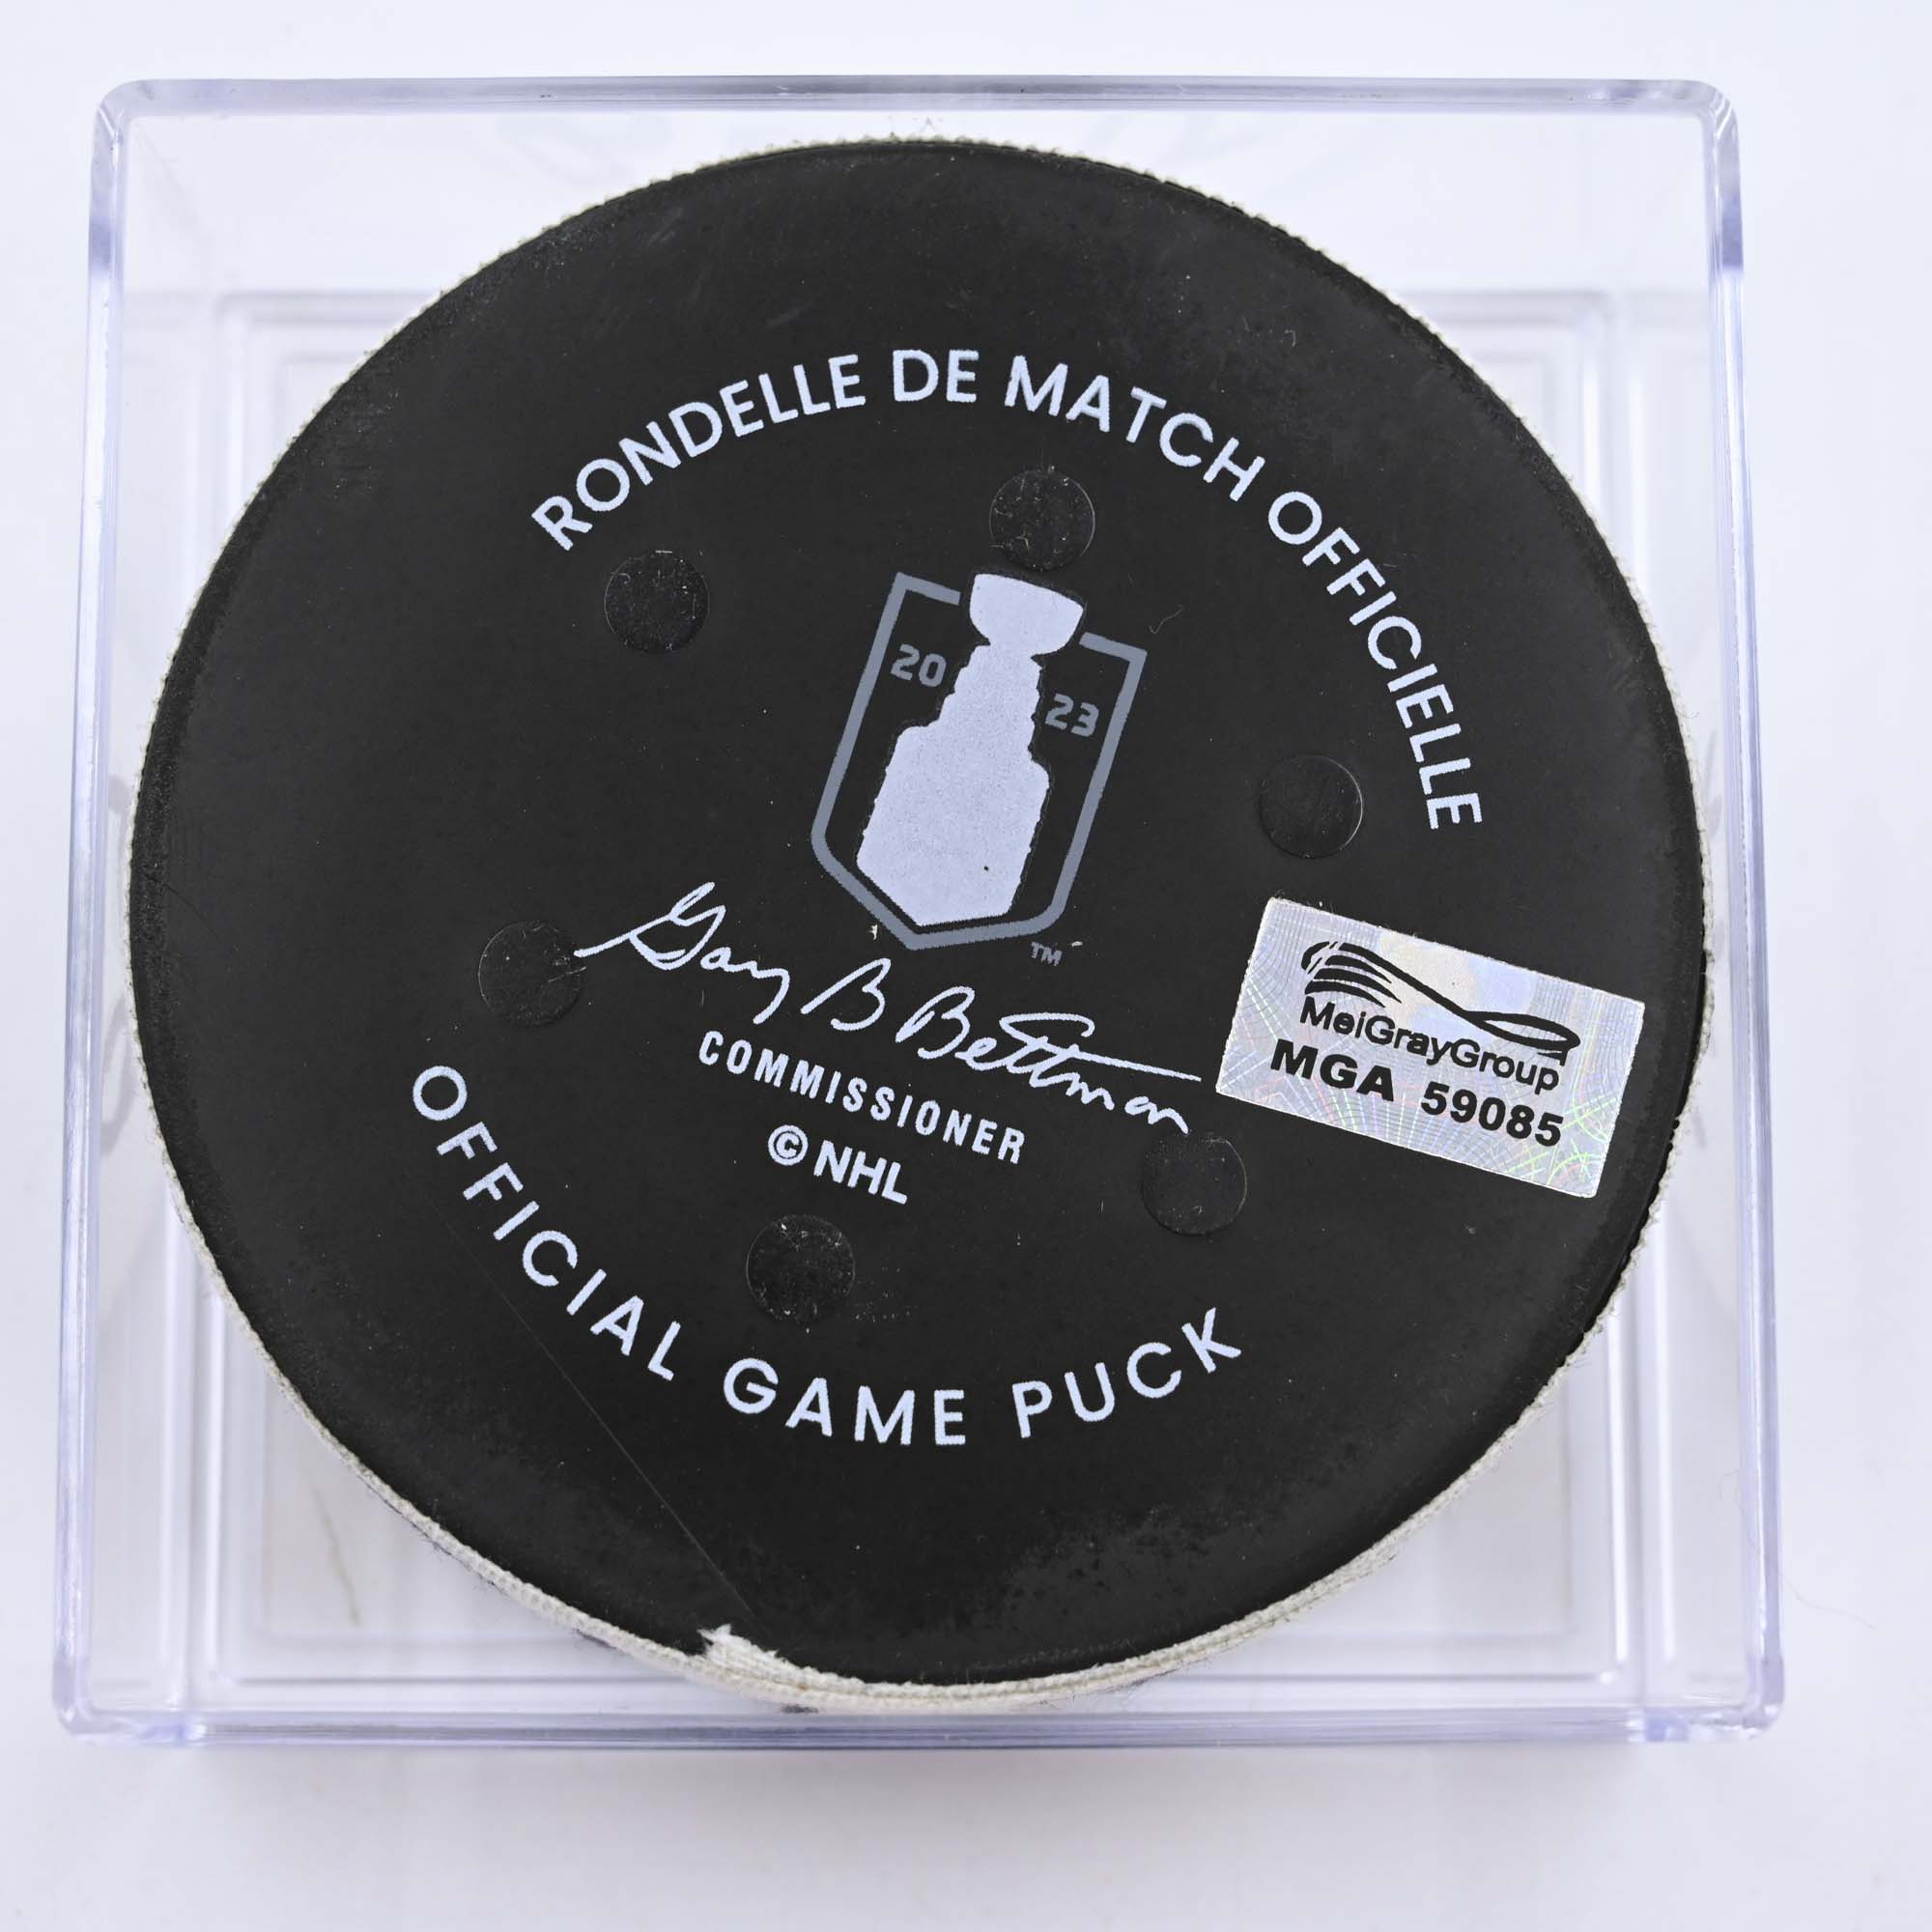 RONDELLE DE MATCH OFFICIELLE
20 23
TM
Gary B Bettman
COMMISSIONER
© NHL
MeiGrayGroup
MGA 59085
OFFICIAL GAME PUCK